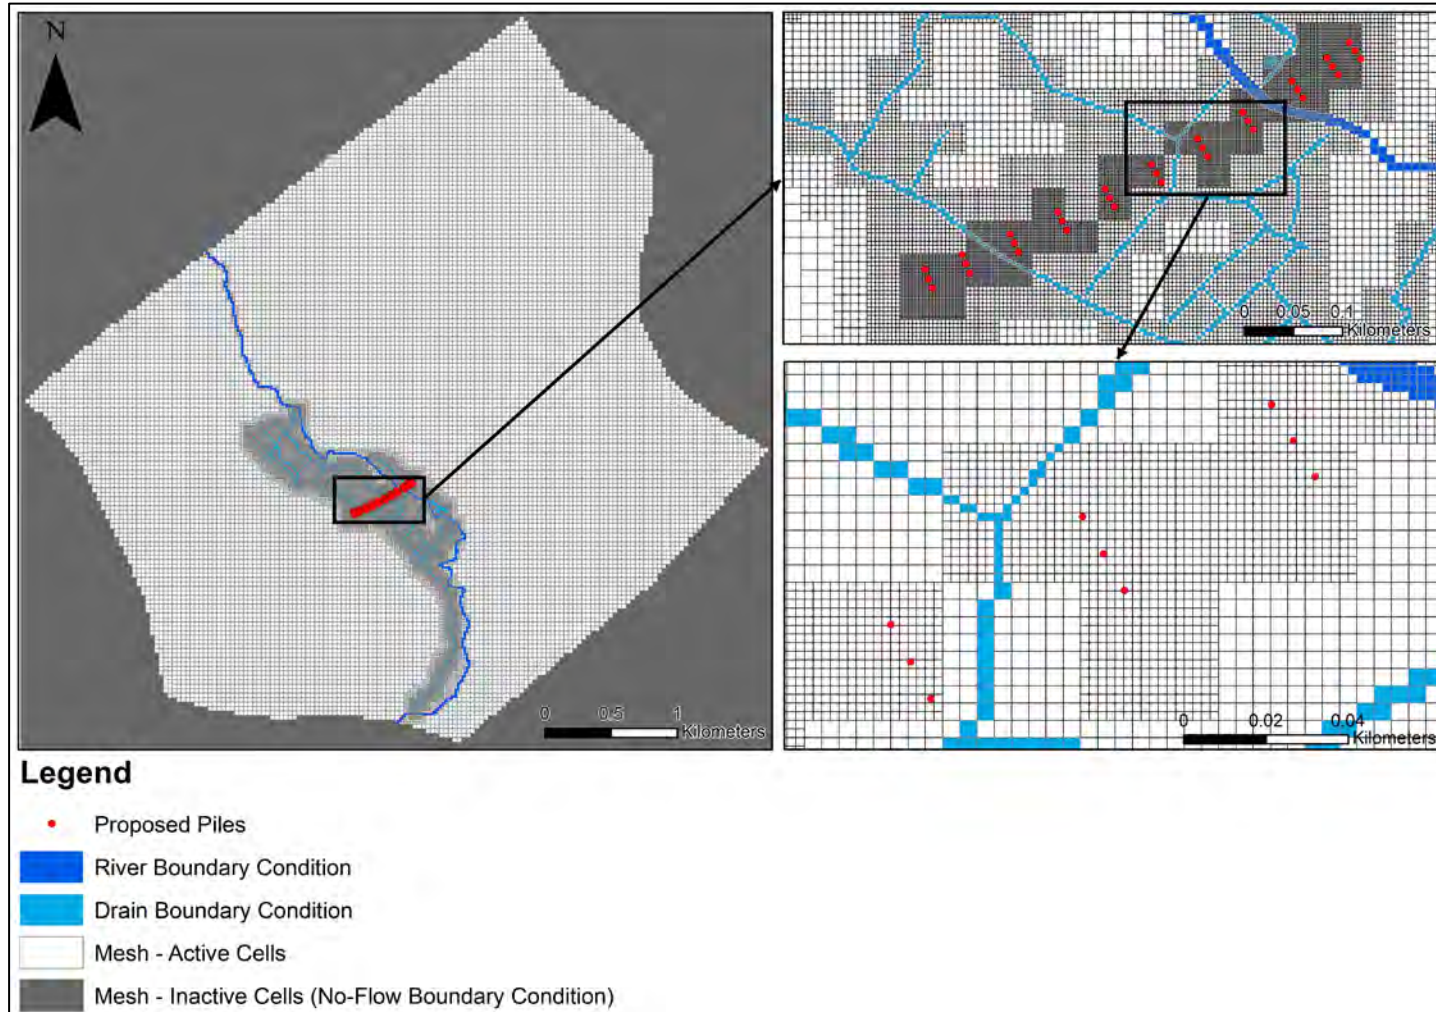 N
0 0.5 1
Kilometers
0 0.05 0.1
Kilometers
0 0.02 0.04
Kilometers
Legend
Proposed Piles
River Boundary Condition
Drain Boundary Condition
Mesh - Active Cells
Mesh - Inactive Cells (No-Flow Boundary Condition)